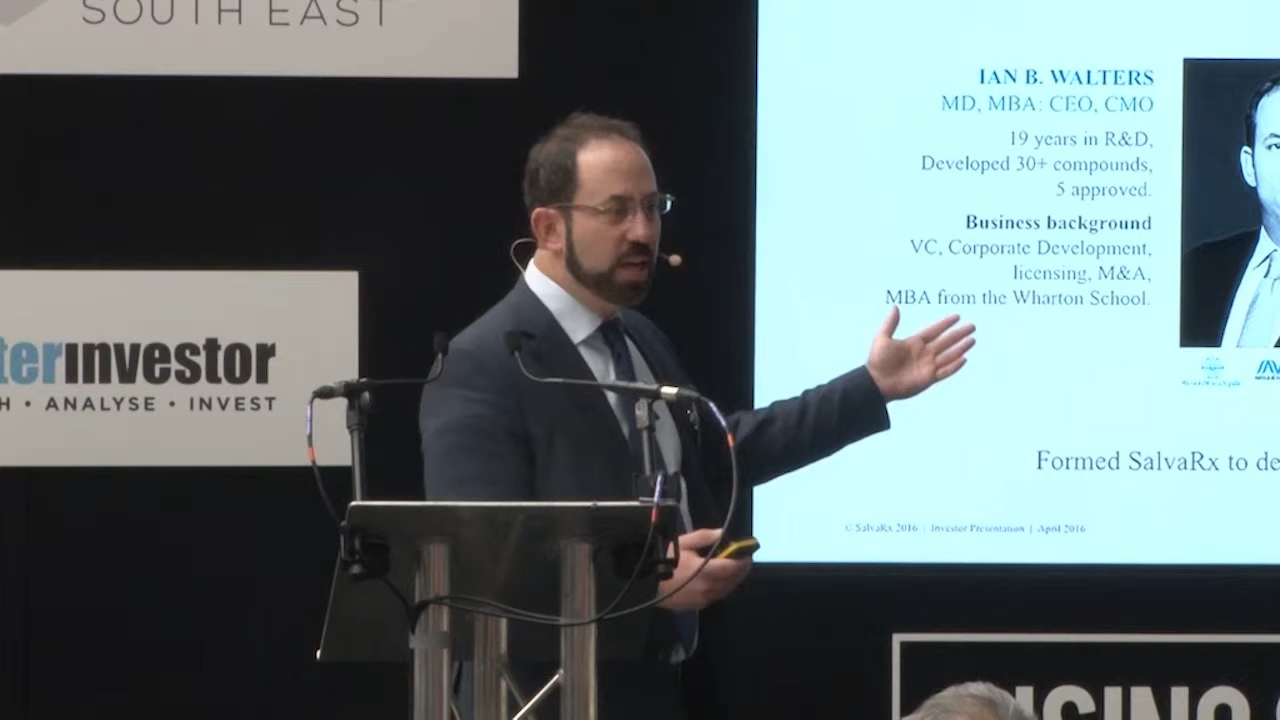 SOUTH EAST
IAN B. WALTERS
MD, MBA: CEO, CMO
19 years in R&D,
Developed 30+ compounds,
5 approved.
Business background
VC, Corporate Development,
licensing, M&A,
MBA from the Wharton School.
terınvestor
H • ANALYSE • INVEST
Formed SalvaRx to de
© SalvaRx 2016 | Investor Presentation | April 2016
ISING